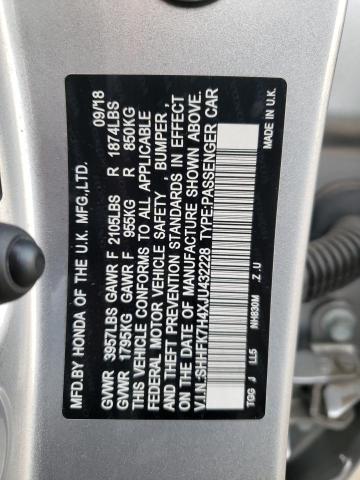 MFD.BY HONDA OF THE U.K. MFG.,LTD. 09/18
GVWR 3957LBS GAWR F 2105LBS R 1874LBS
GVWR 1795KG GAWR F 955KG R 850KG
THIS VEHICLE CONFORMS TO ALL APPLICABLE
FEDERAL MOTOR VEHICLE SAFETY , BUMPER ,
AND THEFT PREVENTION STANDARDS IN EFFECT
ON THE DATE OF MANUFACTURE SHOWN ABOVE.
V.I.N.:SHHFK7H4XJU432228 TYPE:PASSENGER CAR
TGG J LL5 NH830M .Z .U MADE IN U.K.